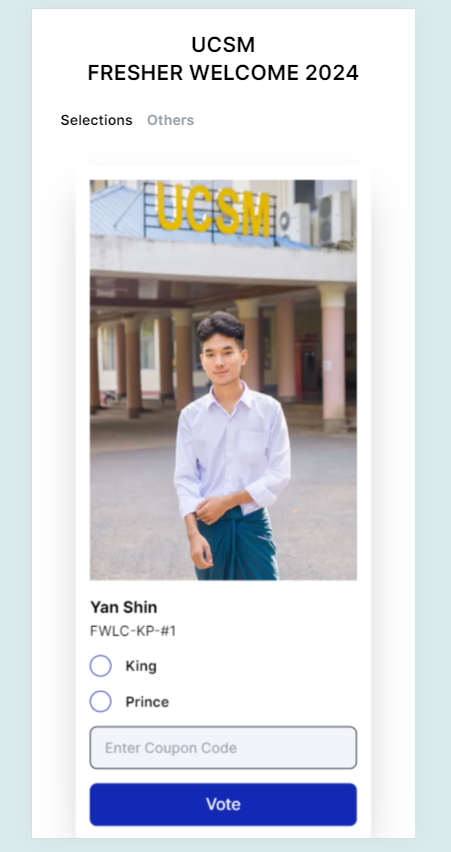 UCSM
FRESHER WELCOME 2024
Selections Others
UCSM
Yan Shin
FWLC-KP-#1
King
Prince
Enter Coupon Code
Vote